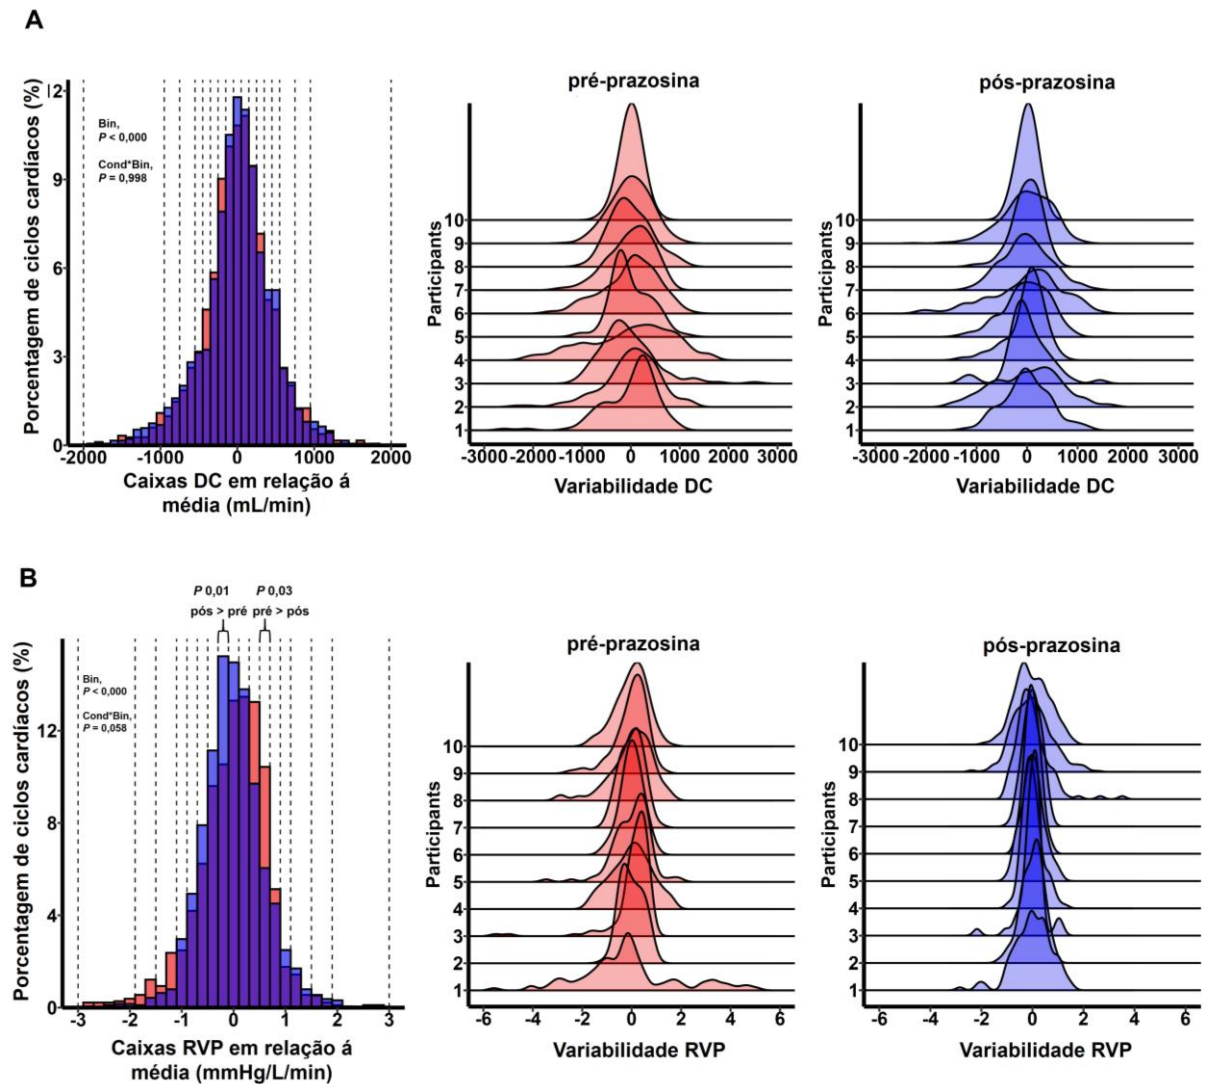 A
Porcentagem de ciclos cardíacos (%)
12
9
6
3
0
Bin,
P < 0,000
Cond*Bin,
P = 0,998
-2000 -1000 0 1000 2000
Caixas DC em relação á
média (mL/min)
pré-prazosina
Participants
10
9
8
7
6
5
4
3
2
1
-3000 -2000 -1000 0 1000 2000 3000
Variabilidade DC
pós-prazosina
Participants
10
9
8
7
6
5
4
3
2
1
-3000 -2000 -1000 0 1000 2000 3000
Variabilidade DC
B
P 0,01 P 0,03
pós > pré pré > pós
Porcentagem de ciclos cardíacos (%)
12
8
4
0
Bin,
P < 0,000
Cond*Bin,
P = 0,058
-3 -2 -1 0 1 2 3
Caixas RVP em relação á
média (mmHg/L/min)
pré-prazosina
Participants
10
9
8
7
6
5
4
3
2
1
-6 -4 -2 0 2 4 6
Variabilidade RVP
pós-prazosina
Participants
10
9
8
7
6
5
4
3
2
1
-6 -4 -2 0 2 4 6
Variabilidade RVP